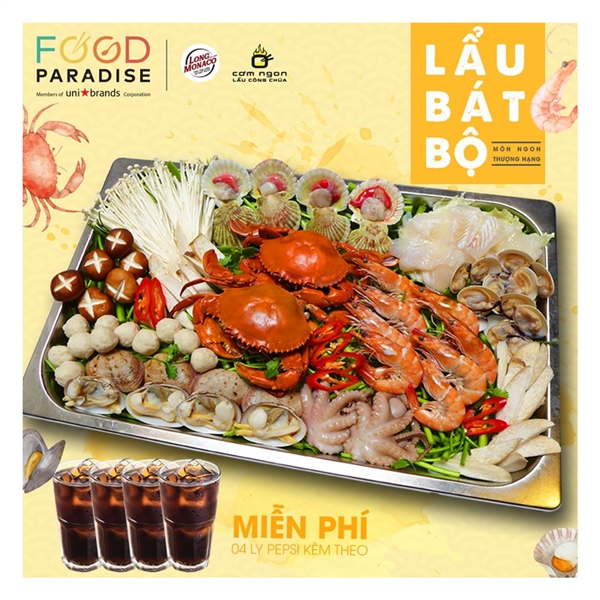 FOOD
PARADISE
Members of uni★brands Corporation
LONG
MONACO
CƠM NGON
LẨU CÔNG CHÚA
LẨU
BÁT
BỘ
MÓN NGON
THƯỢNG HẠNG
MIỄN PHÍ
04 LY PEPSI KÈM THEO